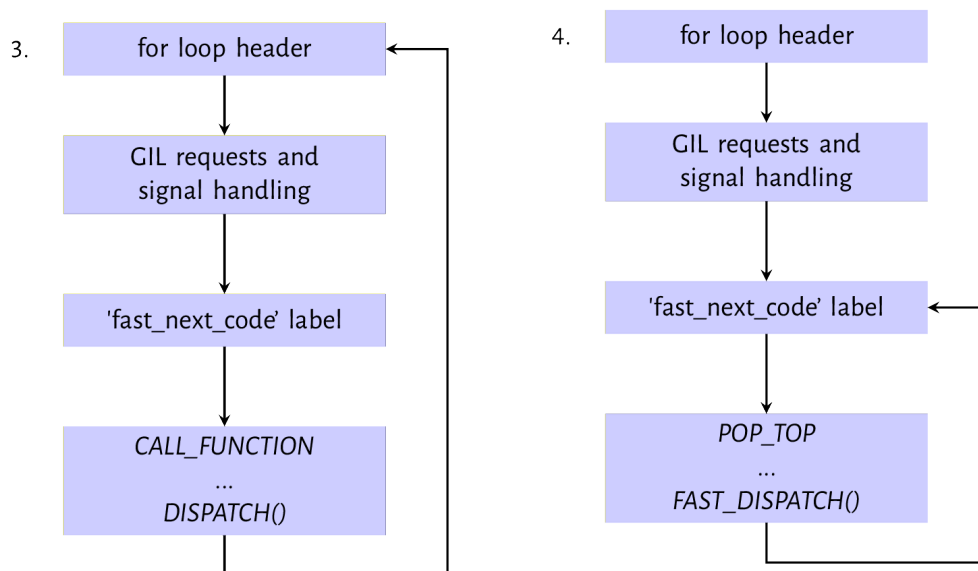 3.
for loop header
GIL requests and
signal handling
'fast_next_code’ label
CALL_FUNCTION
...
DISPATCH()
4.
for loop header
GIL requests and
signal handling
'fast_next_code’ label
POP_TOP
...
FAST_DISPATCH()